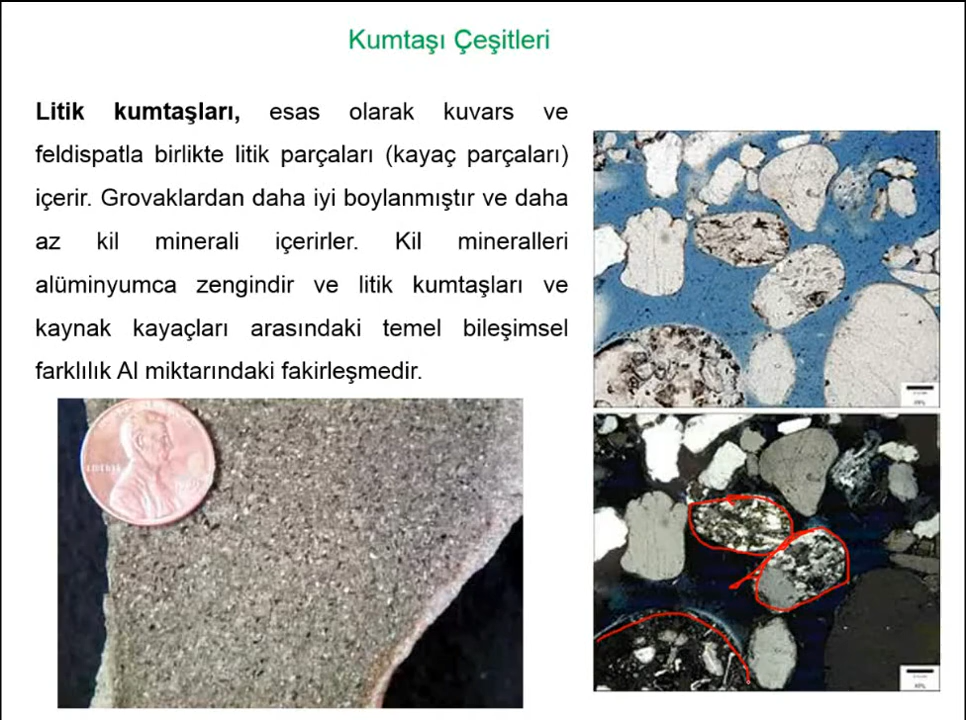 Kumtaşı Çeşitleri
Litik kumtaşları, esas olarak kuvars ve
feldispatla birlikte litik parçaları (kayaç parçaları)
içerir. Grovaklardan daha iyi boylanmıştır ve daha
az kil minerali içerirler. Kil mineralleri
alüminyumca zengindir ve litik kumtaşları ve
kaynak kayaçları arasındaki temel bileşimsel
farklılık Al miktarındaki fakirleşmedir.